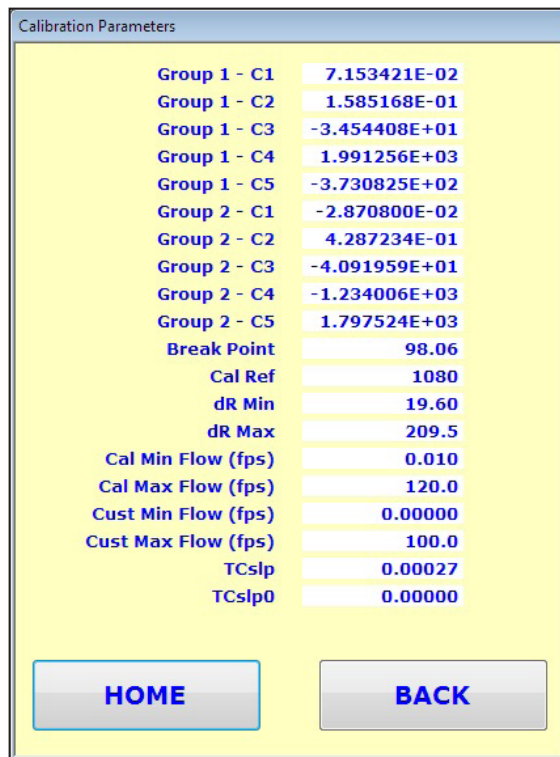 Calibration Parameters
Group 1 - C1 7.153421E-02
Group 1 - C2 1.585168E-01
Group 1 - C3 -3.454408E+01
Group 1 - C4 1.991256E+03
Group 1 - C5 -3.730825E+02
Group 2 - C1 -2.870800E-02
Group 2 - C2 4.287234E-01
Group 2 - C3 -4.091959E+01
Group 2 - C4 -1.234006E+03
Group 2 - C5 1.797524E+03
Break Point 98.06
Cal Ref 1080
dR Min 19.60
dR Max 209.5
Cal Min Flow (fps) 0.010
Cal Max Flow (fps) 120.0
Cust Min Flow (fps) 0.00000
Cust Max Flow (fps) 100.0
TCslp 0.00027
TCslp0 0.00000
HOME BACK